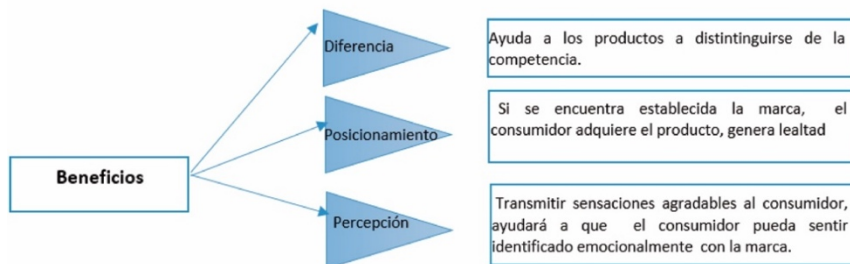 Diferencia
Ayuda a los productos a distintinguirse de la
competencia.
Posicionamiento
Si se encuentra establecida la marca, el
consumidor adquiere el producto, genera lealtad
Beneficios
Percepción
Transmitir sensaciones agradables al consumidor,
ayudará a que el consumidor pueda sentir
identificado emocionalmente con la marca.